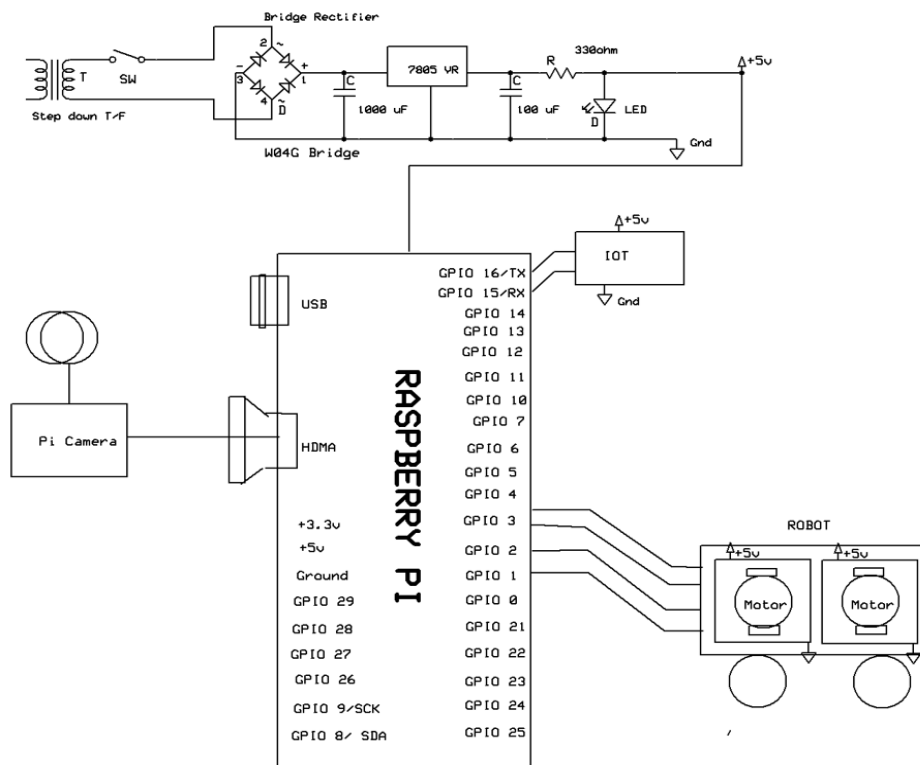 Bridge Rectifier
2 ~
- +
3 1
4 ~
D
T
SW
Step down T/F
W04G Bridge
C
1000 uF
7805 VR
C
100 uF
R
330ohm
D
LED
+5v
Gnd
+5v
IOT
Gnd
USB
HDMA
Pi Camera
RASPBERRY PI
+3.3v
+5v
Ground
GPIO 29
GPIO 28
GPIO 27
GPIO 26
GPIO 9/SCK
GPIO 8/ SDA
GPIO 16/TX
GPIO 15/RX
GPIO 14
GPIO 13
GPIO 12
GPIO 11
GPIO 10
GPIO 7
GPIO 6
GPIO 5
GPIO 4
GPIO 3
GPIO 2
GPIO 1
GPIO 0
GPIO 21
GPIO 22
GPIO 23
GPIO 24
GPIO 25
ROBOT
+5v
+5v
Motor
Motor